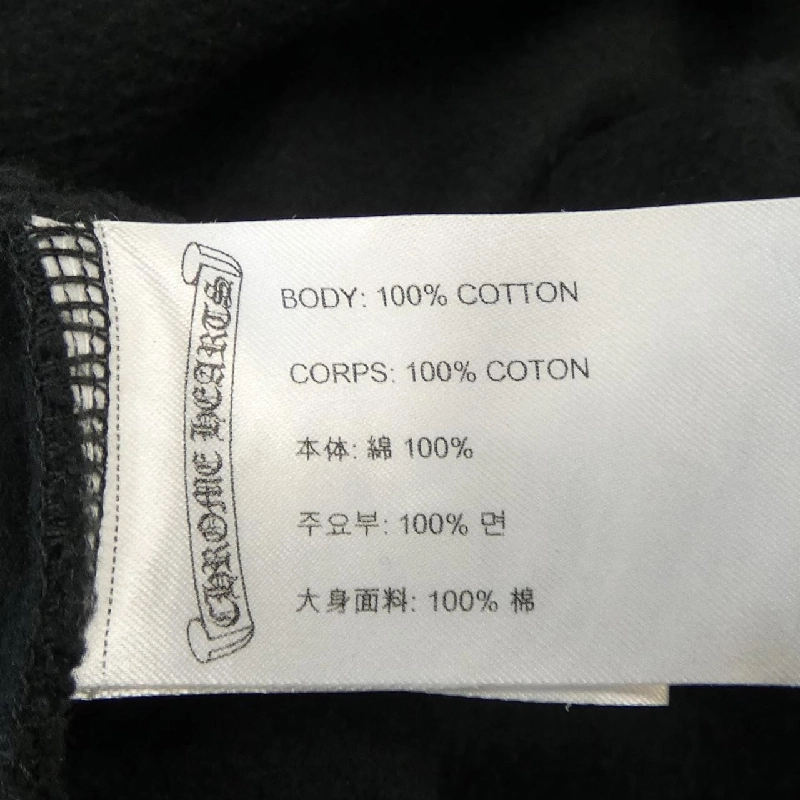 CHROME HEARTS
BODY: 100% COTTON
CORPS: 100% COTON
本体: 綿 100%
주요부: 100% 면
大身面料: 100% 棉